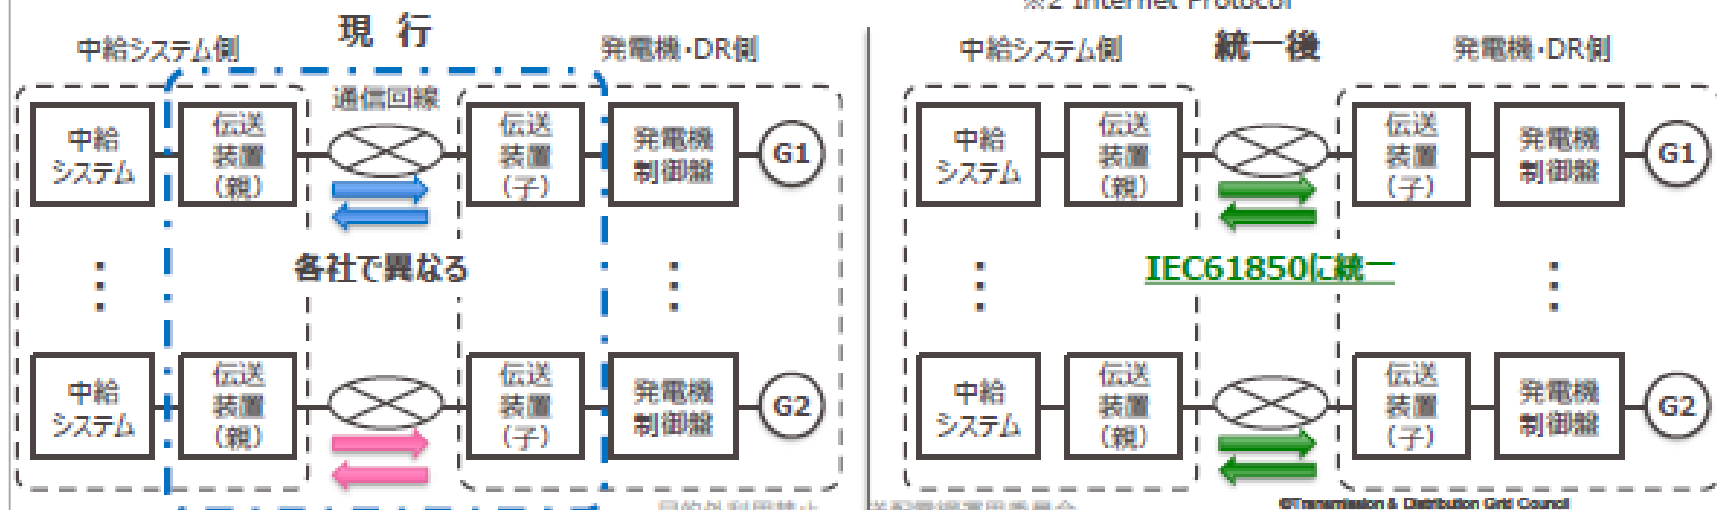 ※2 Internet Protocol
現 行
中給システム側
発電機・DR側
通信回線
中給
システム
伝送
装置
(親)
伝送
装置
(子)
発電機
制御盤
G1
各社で異なる
中給
システム
伝送
装置
(親)
伝送
装置
(子)
発電機
制御盤
G2
統一後
中給システム側
発電機・DR側
中給
システム
伝送
装置
(親)
伝送
装置
(子)
発電機
制御盤
G1
IEC61850に統一
中給
システム
伝送
装置
(親)
伝送
装置
(子)
発電機
制御盤
G2
目的外利用禁止
©Transmission & Distribution Grid Council